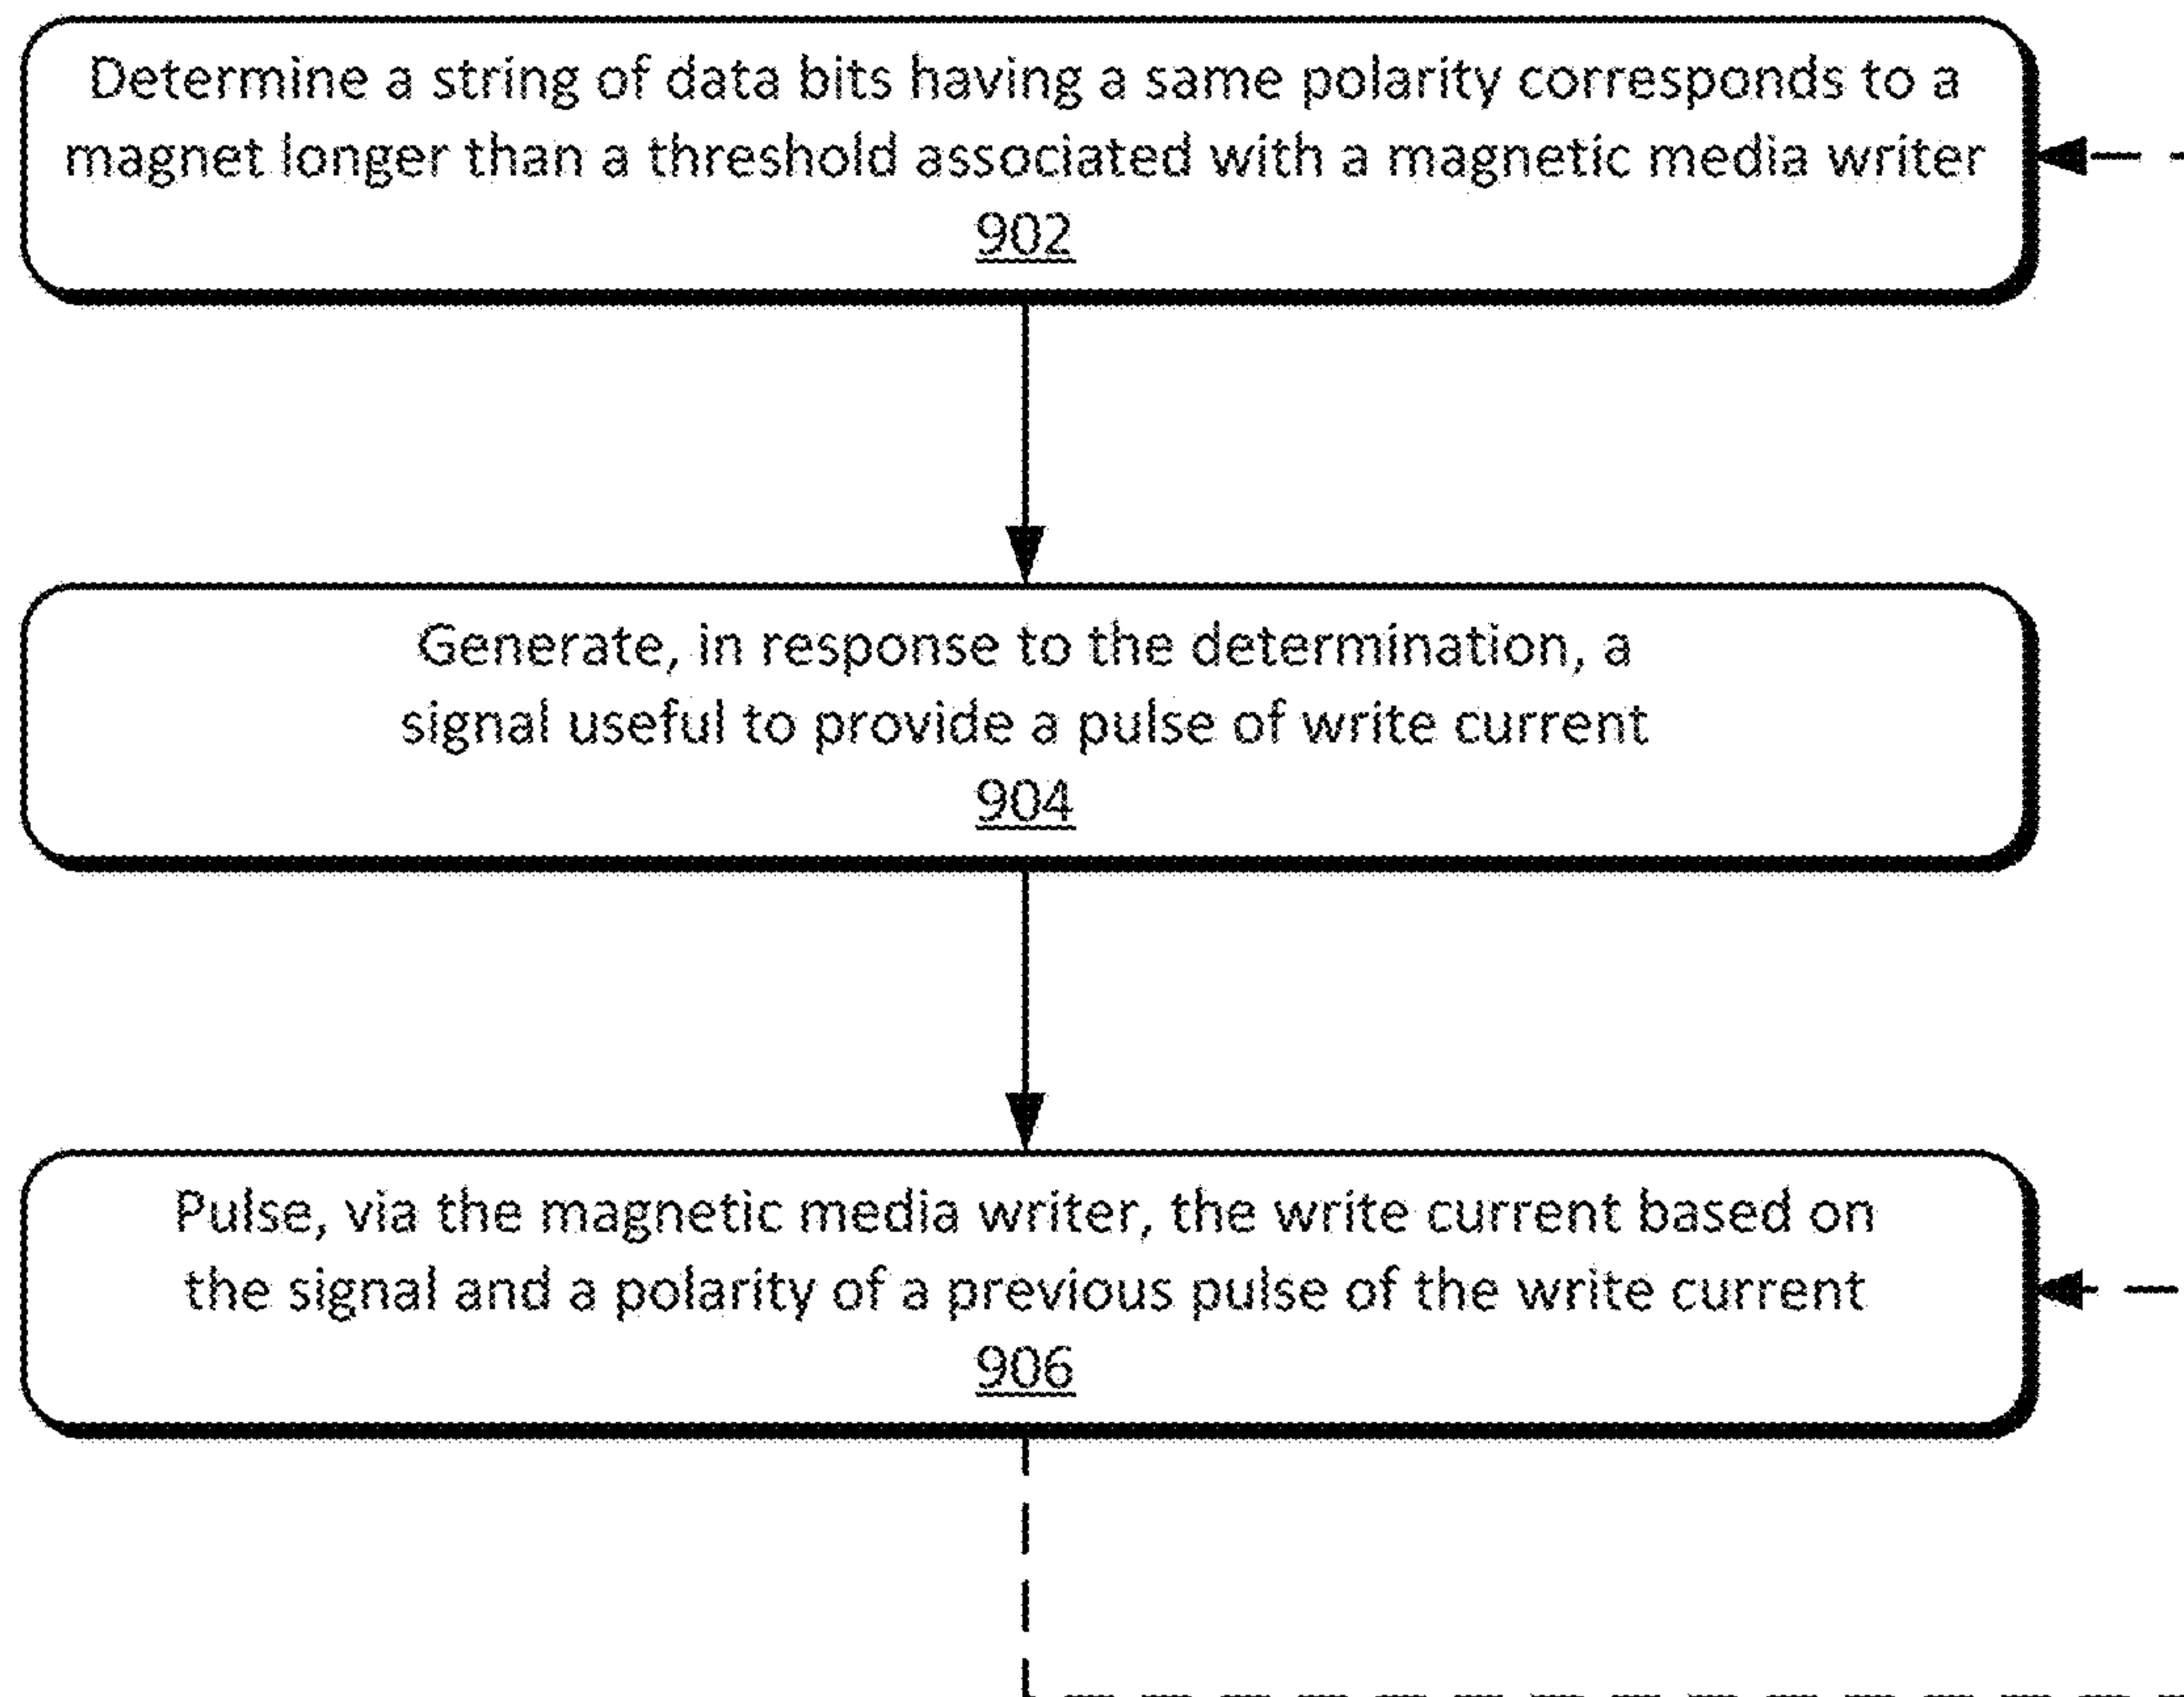 Determine a string of data bits having a same polarity corresponds to a
magnet longer than a threshold associated with a magnetic media writer
902
Generate, in response to the determination, a
signal useful to provide a pulse of write current
904
Pulse, via the magnetic media writer, the write current based on
the signal and a polarity of a previous pulse of the write current
906